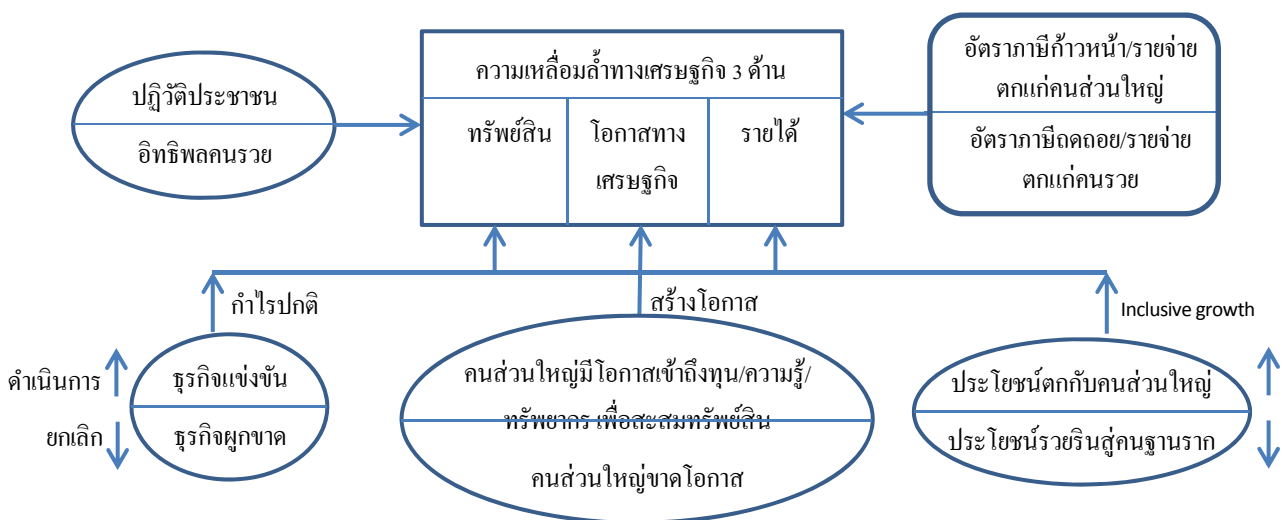 ปฏิวัติประชาชน
อิทธิพลคนรวย
ความเหลื่อมล้ำทางเศรษฐกิจ 3 ด้าน
ทรัพย์สิน
โอกาสทาง
เศรษฐกิจ
รายได้
อัตราภาษีก้าวหน้า/รายจ่าย
ตกแก่คนส่วนใหญ่
อัตราภาษีถดถอย/รายจ่าย
ตกแก่คนรวย
กำไรปกติ
สร้างโอกาส
Inclusive growth
ดำเนินการ
ยกเลิก
ธุรกิจแข่งขัน
ธุรกิจผูกขาด
คนส่วนใหญ่มีโอกาสเข้าถึงทุน/ความรู้/
ทรัพยากร เพื่อสะสมทรัพย์สิน
คนส่วนใหญ่ขาดโอกาส
ประโยชน์ตกกับคนส่วนใหญ่
ประโยชน์รวยรินสู่คนฐานราก